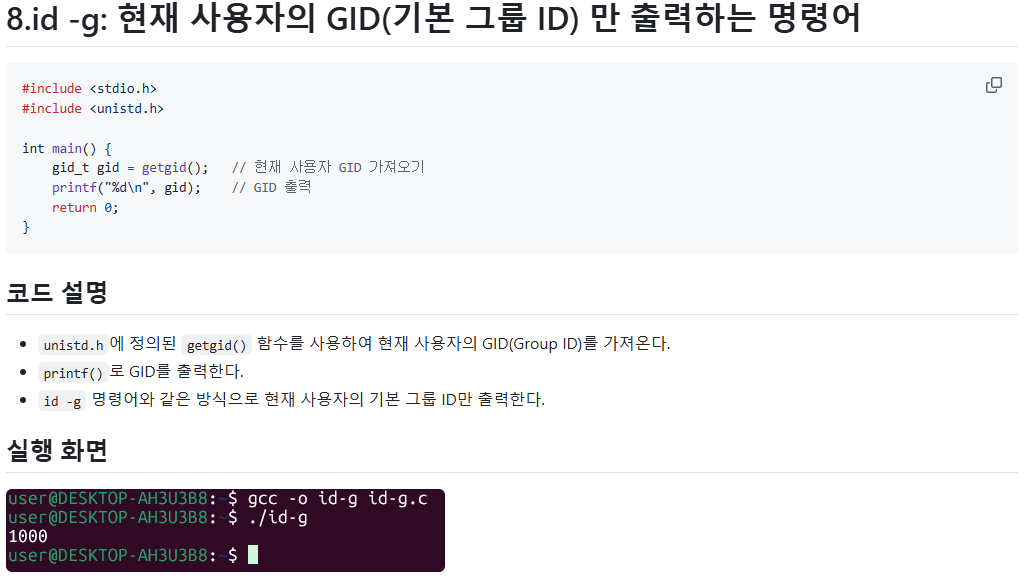 8.id -g: 현재 사용자의 GID(기본 그룹 ID) 만 출력하는 명령어
#include <stdio.h>
#include <unistd.h>
int main() {
    gid_t gid = getgid();   // 현재 사용자 GID 가져오기
    printf("%d\n", gid);    // GID 출력
    return 0;
}
코드 설명
• unistd.h 에 정의된 getgid() 함수를 사용하여 현재 사용자의 GID(Group ID)를 가져온다.
• printf() 로 GID를 출력한다.
• id -g 명령어와 같은 방식으로 현재 사용자의 기본 그룹 ID만 출력한다.
실행 화면
user@DESKTOP-AH3U3B8:~$ gcc -o id-g id-g.c
user@DESKTOP-AH3U3B8:~$ ./id-g
1000
user@DESKTOP-AH3U3B8:~$